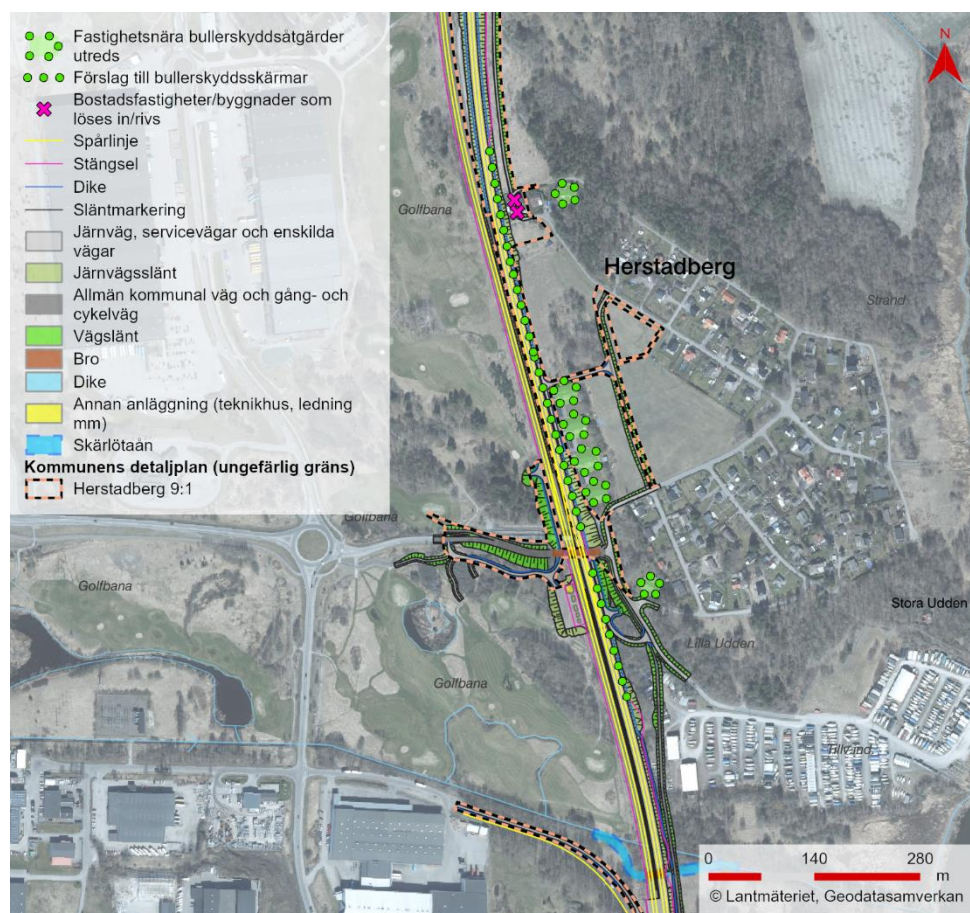 Fastighetsnära bullerskyddsåtgärder
utreds
Förslag till bullerskyddsskärmar
Bostadsfastigheter/byggnader som
löses in/rivs
Spårlinje
Stängsel
Dike
Släntmarkering
Järnväg, servicevägar och enskilda
vägar
Järnvägsslänt
Allmän kommunal väg och gång- och
cykelväg
Vägslänt
Bro
Dike
Annan anläggning (teknikhus, ledning
mm)
Skärlötaån
Kommunens detaljplan (ungefärlig gräns)
Herstadberg 9:1
N
Golfbana
Herstadberg
Strand
Golfbana
Golfbana
Stora Udden
Lilla Udden
Golfbana
Tillv.ind.
0 140 280
m
© Lantmäteriet, Geodatasamverkan